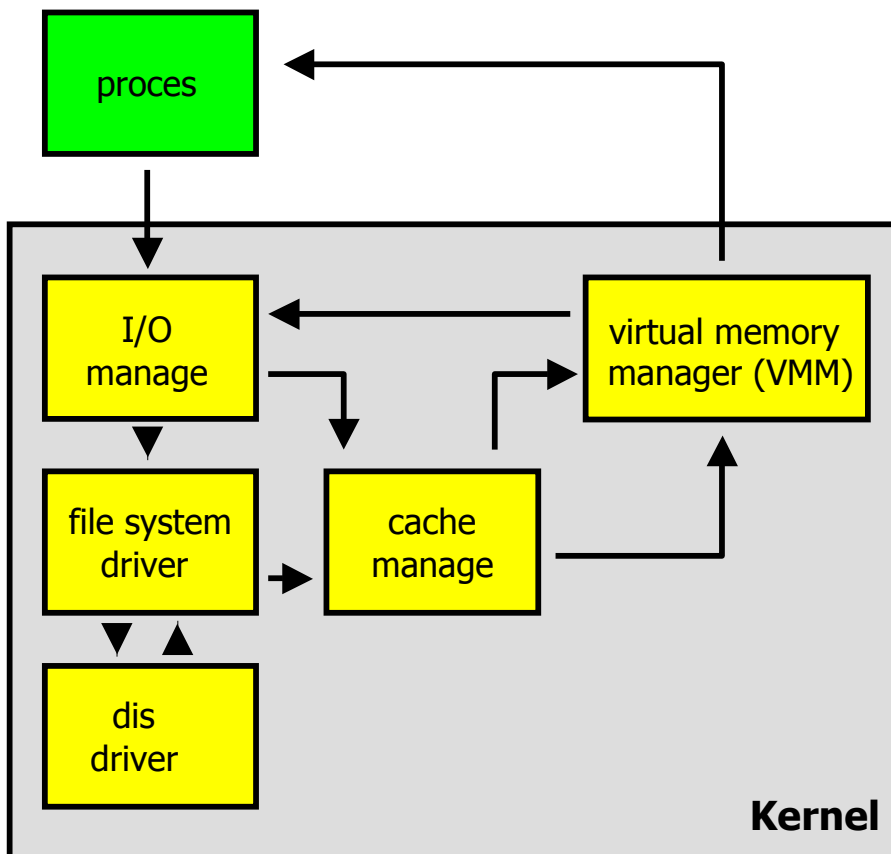 proces
I/O
manage
virtual memory
manager (VMM)
file system
driver
cache
manage
dis
driver
Kernel